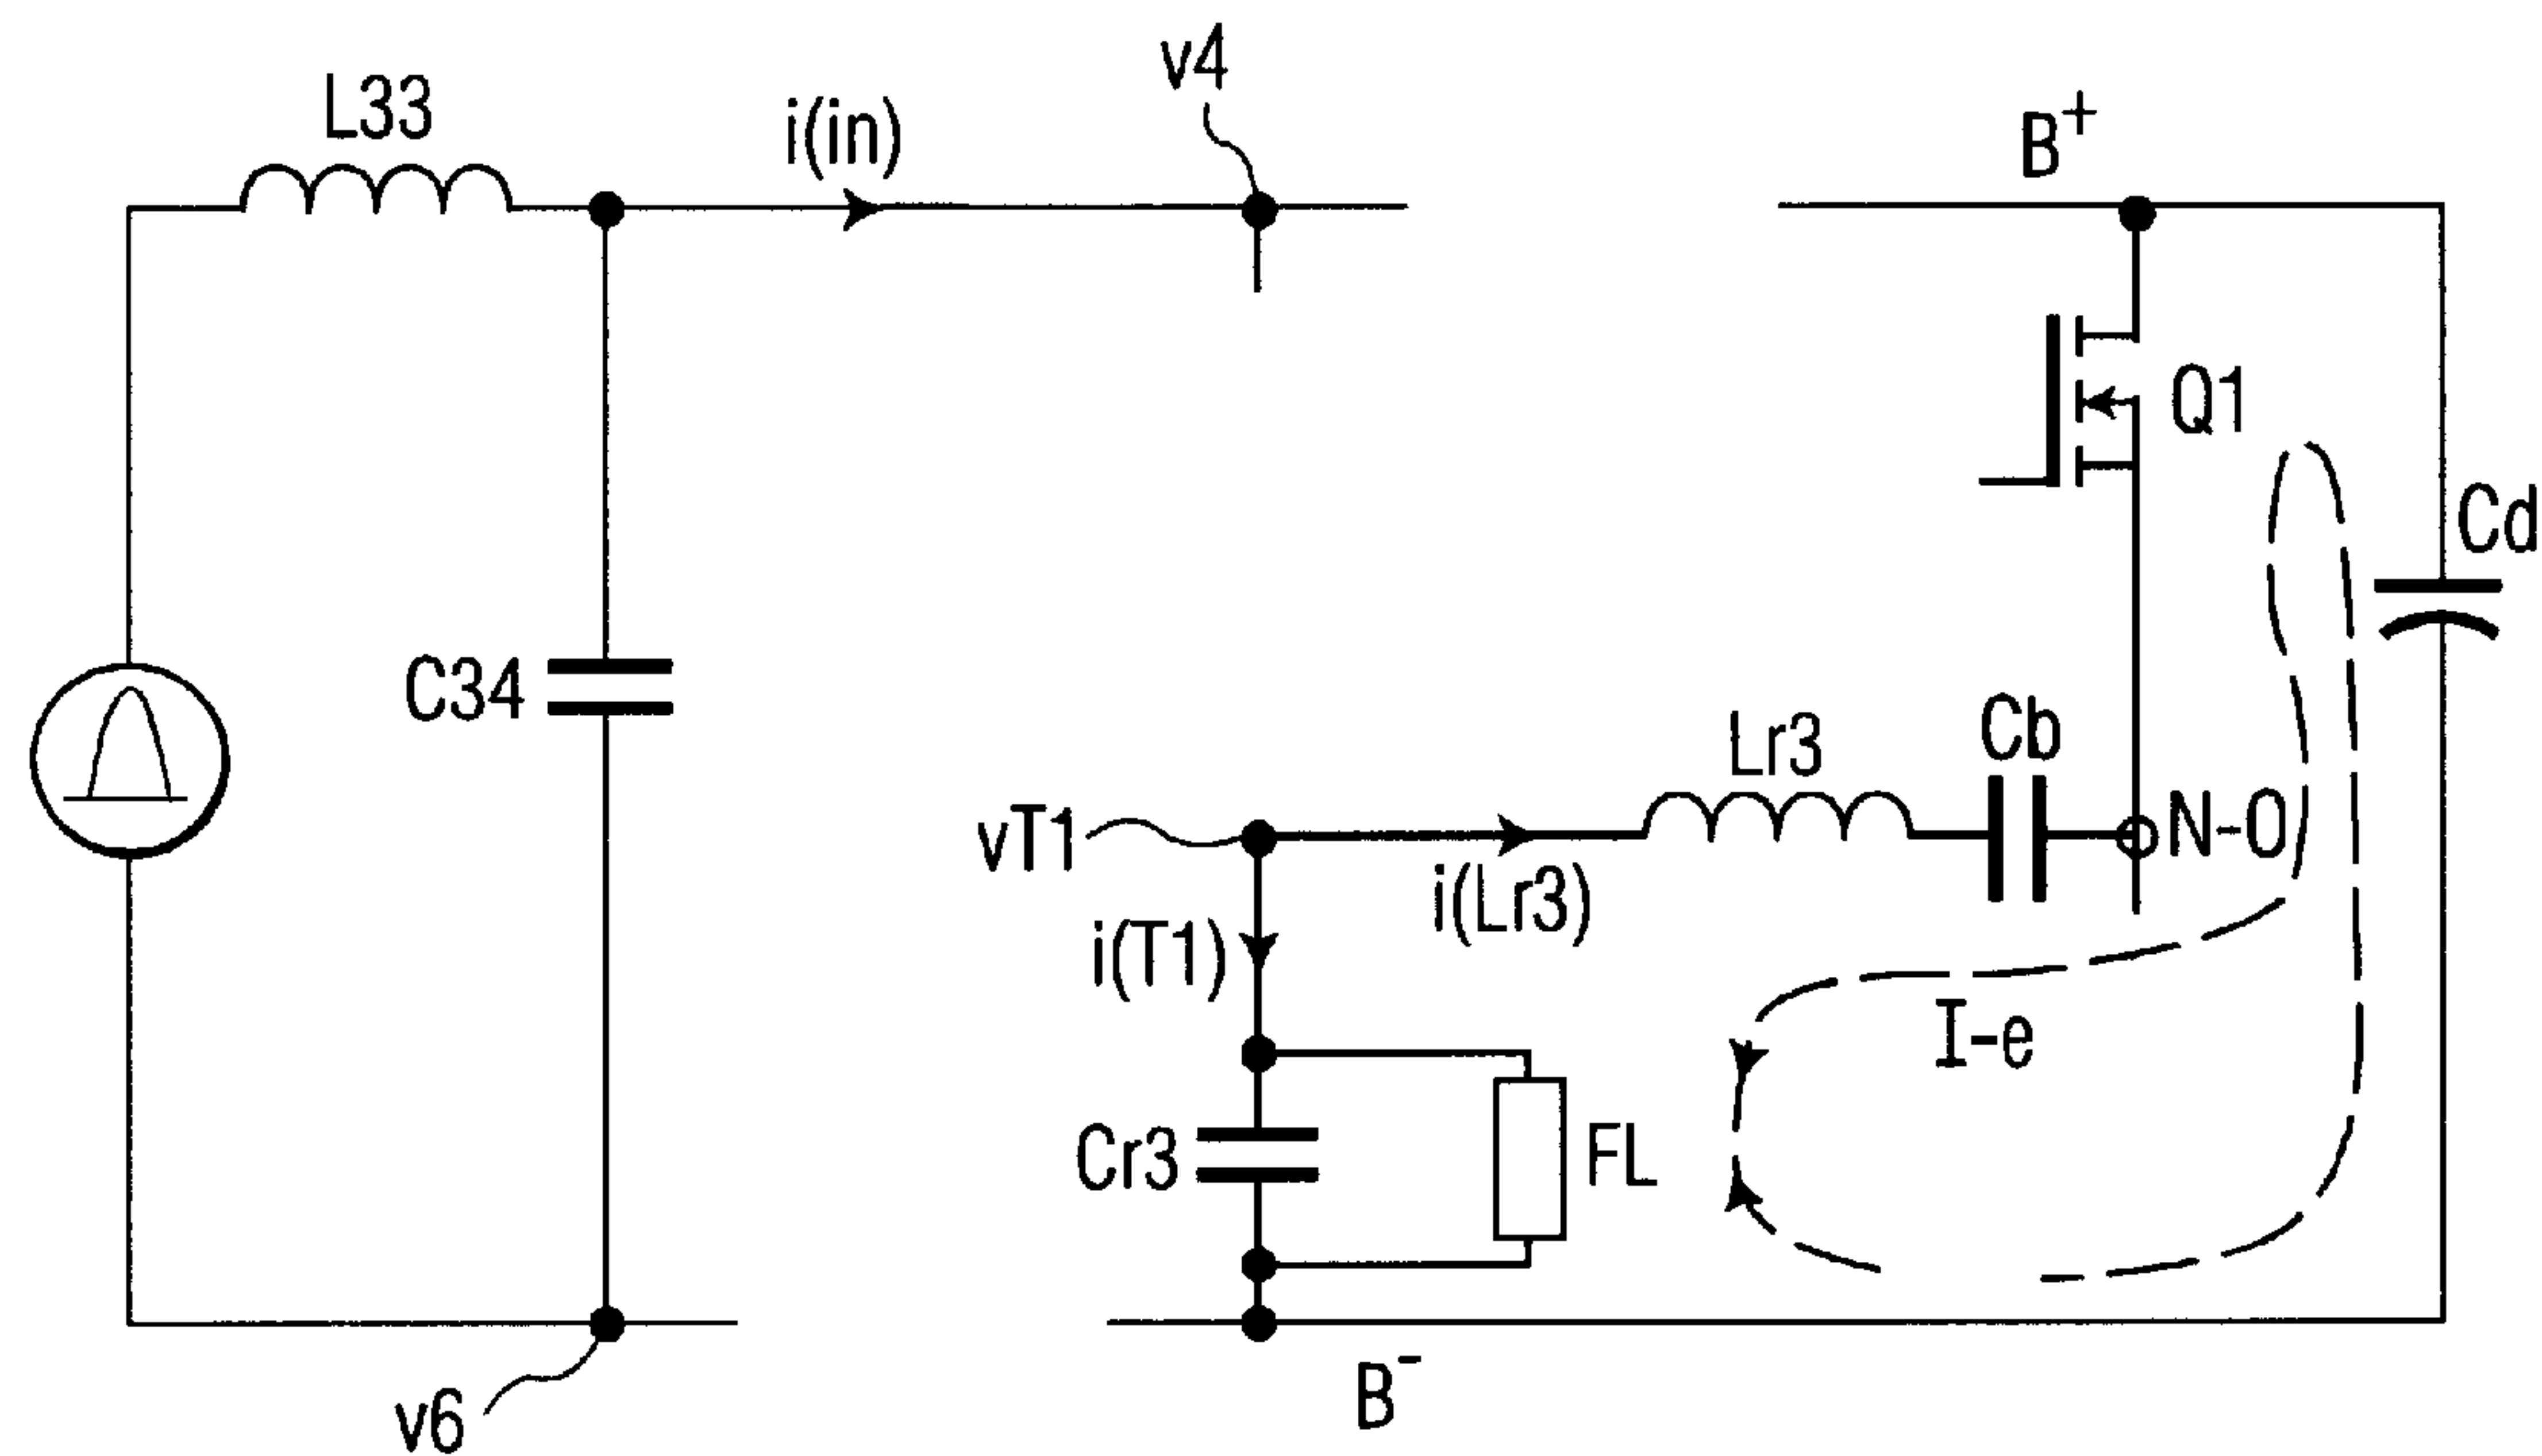 v4
L33
i(in)
B+
Q1
Cd
C34
Lr3
Cb
vT1
N-O
i(Lr3)
i(T1)
I-e
Cr3
FL
B-
v6